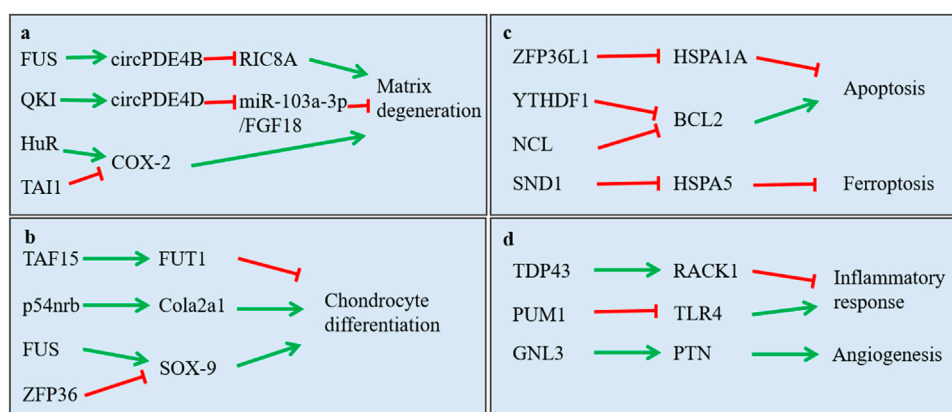 a
FUS circPDE4B RIC8A
QKI circPDE4D miR-103a-3p
/FGF18
Matrix
degeneration
HuR
COX-2
TAI1
b
TAF15 FUT1
p54nrb Cola2a1
Chondrocyte
differentiation
FUS
SOX-9
ZFP36
c
ZFP36L1 HSPA1A
YTHDF1
BCL2
NCL
Apoptosis
SND1 HSPA5 Ferroptosis
d
TDP43 RACK1
Inflammatory
response
PUM1 TLR4
GNL3 PTN Angiogenesis